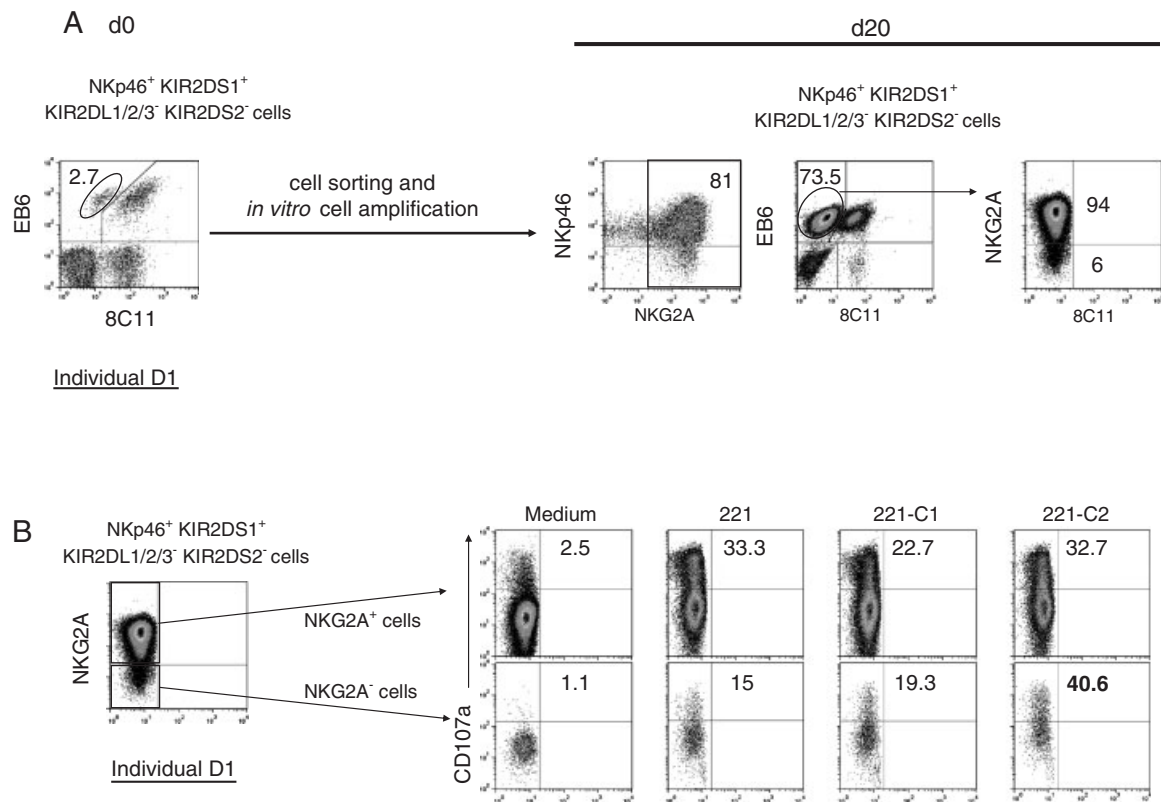 A d0
d20
NKp46⁺ KIR2DS1⁺
KIR2DL1/2/3⁻ KIR2DS2⁻ cells
NKp46⁺ KIR2DS1⁺
KIR2DL1/2/3⁻ KIR2DS2⁻ cells
2.7
EB6
8C11
cell sorting and
in vitro cell amplification
81
NKp46
NKG2A
73.5
EB6
8C11
94
6
NKG2A
8C11
Individual D1
B
NKp46⁺ KIR2DS1⁺
KIR2DL1/2/3⁻ KIR2DS2⁻ cells
NKG2A
NKG2A⁺ cells
NKG2A⁻ cells
Individual D1
Medium 221 221-C1 221-C2
2.5 33.3 22.7 32.7
1.1 15 19.3 40.6
CD107a